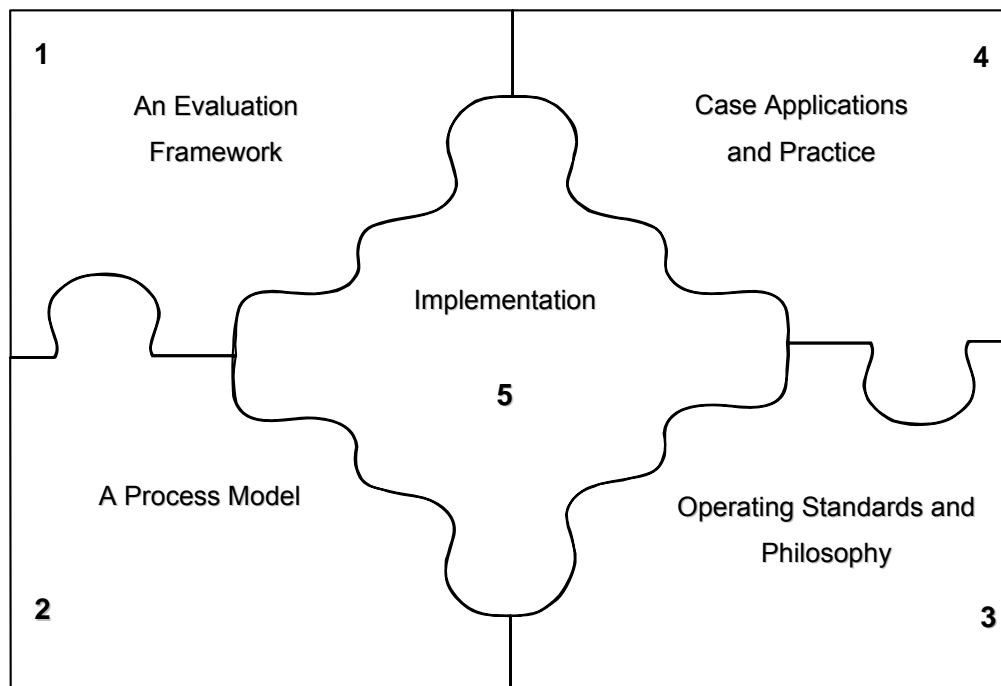 1
An Evaluation
Framework
4
Case Applications
and Practice
Implementation
5
A Process Model
2
Operating Standards and
Philosophy
3